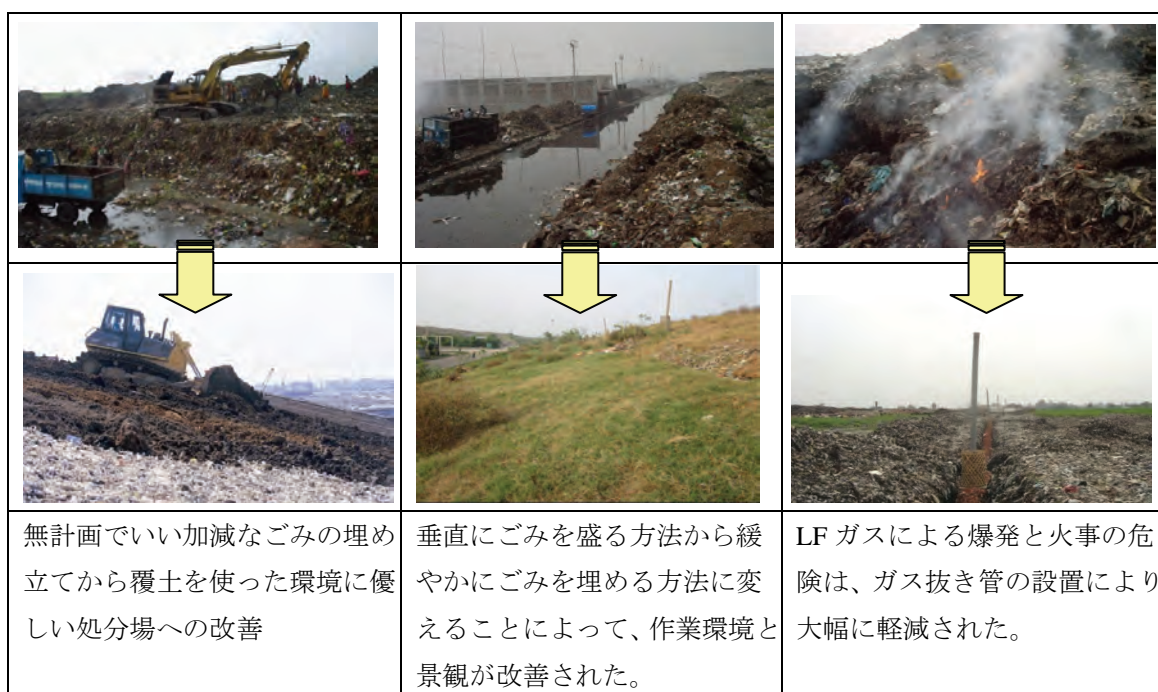 無計画でいい加減なごみの埋め
立てから覆土を使った環境に優
しい処分場への改善
垂直にごみを盛る方法から緩
やかにごみを埋める方法に変
えることによって、作業環境と
景観が改善された。
LF ガスによる爆発と火事の危
険は、ガス抜き管の設置により
大幅に軽減された。